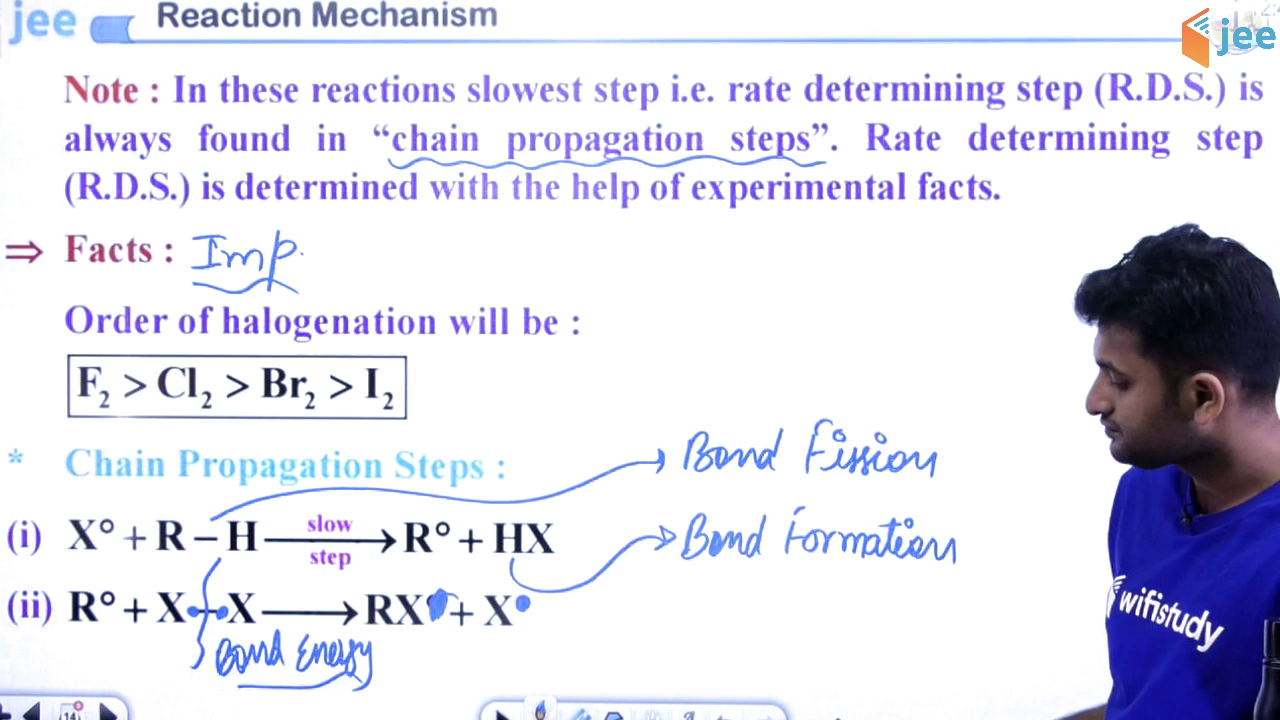 jee Reaction Mechanism jee
Note : In these reactions slowest step i.e. rate determining step (R.D.S.) is
always found in “chain propagation steps”. Rate determining step
(R.D.S.) is determined with the help of experimental facts.
⇒ Facts : Imp.
Order of halogenation will be :
F₂ > Cl₂ > Br₂ > I₂
* Chain Propagation Steps :
Bond Fission
(i) X° + R – H slow step → R° + HX
Bond Formation
(ii) R° + X – X → RX + X
Bond Energy
wifistudy
14